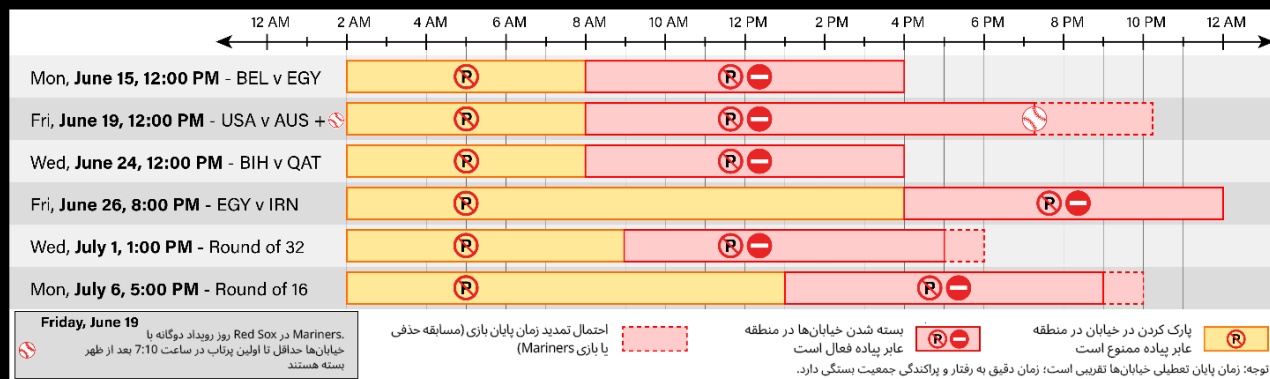 12 AM 2 AM 4 AM 6 AM 8 AM 10 AM 12 PM 2 PM 4 PM 6 PM 8 PM 10 PM 12 AM
Mon, June 15, 12:00 PM - BEL v EGY
Fri, June 19, 12:00 PM - USA v AUS +
Wed, June 24, 12:00 PM - BIH v QAT
Fri, June 26, 8:00 PM - EGY v IRN
Wed, July 1, 1:00 PM - Round of 32
Mon, July 6, 5:00 PM - Round of 16
Friday, June 19
روز رویداد دوگانه با Red Sox در Mariners.
خیابان‌ها حداقل تا اولین پرتاب در ساعت 7:10 بعد از ظهر
بسته هستند
احتمال تمدید زمان پایان بازی (مسابقه حذفی
یا بازی Mariners)
بسته شدن خیابان‌ها در منطقه
عابر پیاده فعال است
پارک کردن در خیابان در منطقه
عابر پیاده ممنوع است
توجه: زمان پایان تعطیلی خیابان‌ها تقریبی است؛ زمان دقیق به رفتار و پراکندگی جمعیت بستگی دارد.